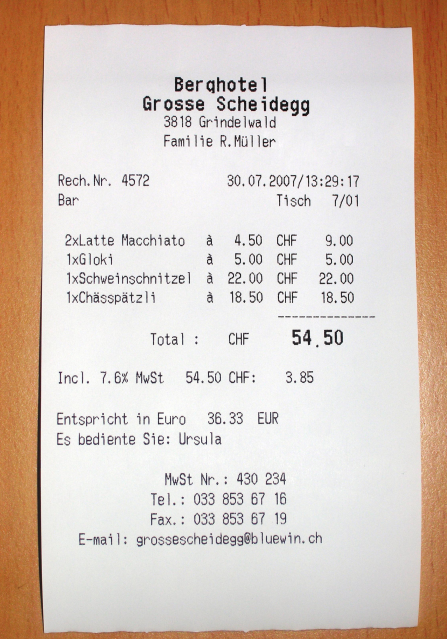 Berghotel
Grosse Scheidegg
3818 Grindelwald
Familie R.Müller
Rech.Nr. 4572 30.07.2007/13:29:17
Bar Tisch 7/01
2xLatte Macchiato à 4.50 CHF 9.00
1xGloki à 5.00 CHF 5.00
1xSchweinschnitzel à 22.00 CHF 22.00
1xChässpätzli à 18.50 CHF 18.50
--------------
Total : CHF 54.50
Incl. 7.6% MwSt 54.50 CHF: 3.85
Entspricht in Euro 36.33 EUR
Es bediente Sie: Ursula
MwSt Nr.: 430 234
Tel.: 033 853 67 16
Fax.: 033 853 67 19
E-mail: grossescheidegg@bluewin.ch